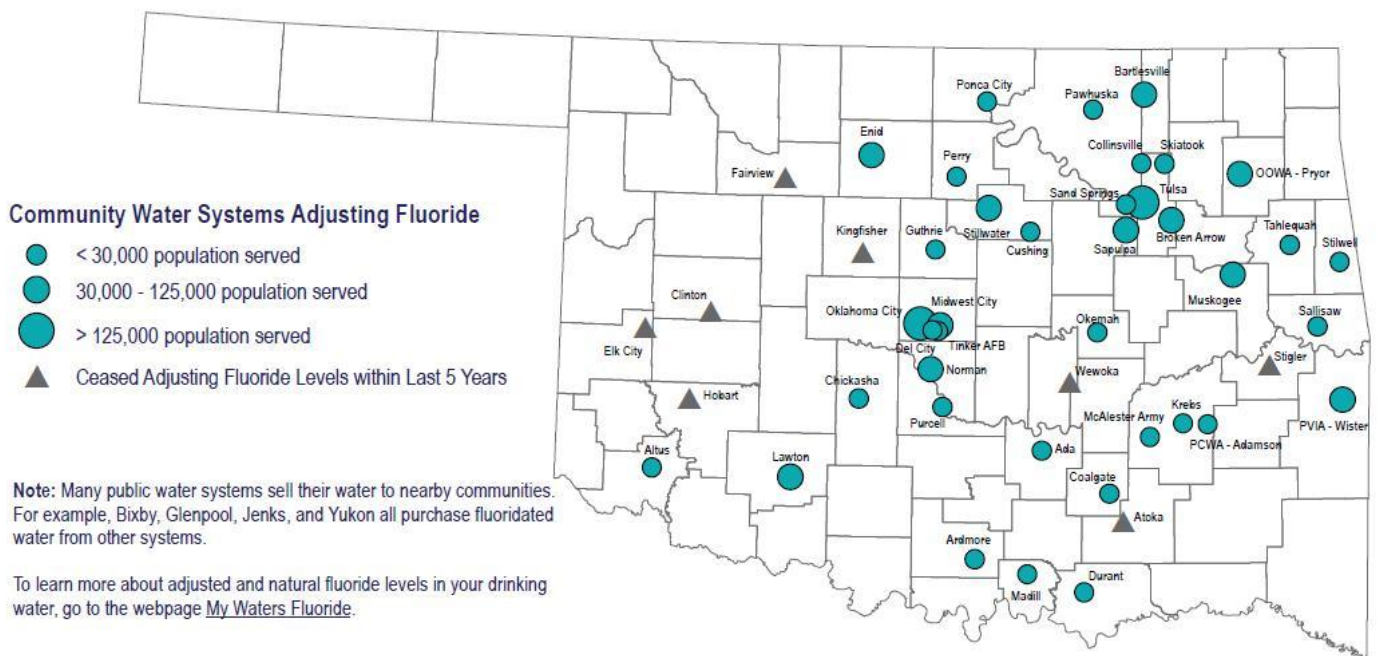 Community Water Systems Adjusting Fluoride
< 30,000 population served
30,000 - 125,000 population served
> 125,000 population served
Ceased Adjusting Fluoride Levels within Last 5 Years
Note: Many public water systems sell their water to nearby communities.
For example, Bixby, Glenpool, Jenks, and Yukon all purchase fluoridated
water from other systems.
To learn more about adjusted and natural fluoride levels in your drinking
water, go to the webpage My Waters Fluoride.
Bartlesville
Ponca City
Pawhuska
Enid
Collinsville
Skiatook
Perry
Fairview
OOWA - Pryor
Sand Springs
Tulsa
Kingfisher
Guthrie
Stillwater
Cushing
Sapulpa
Broken Arrow
Tahlequah
Stilwell
Clinton
Oklahoma City
Midwest City
Muskogee
Sallisaw
Okemah
Elk City
Del City
Tinker AFB
Stigler
Norman
Wewoka
Chickasha
Hobart
Purcell
McAlester Army
Krebs
PCWA - Adamson
PVIA - Wister
Altus
Lawton
Ada
Coalgate
Atoka
Ardmore
Madill
Durant